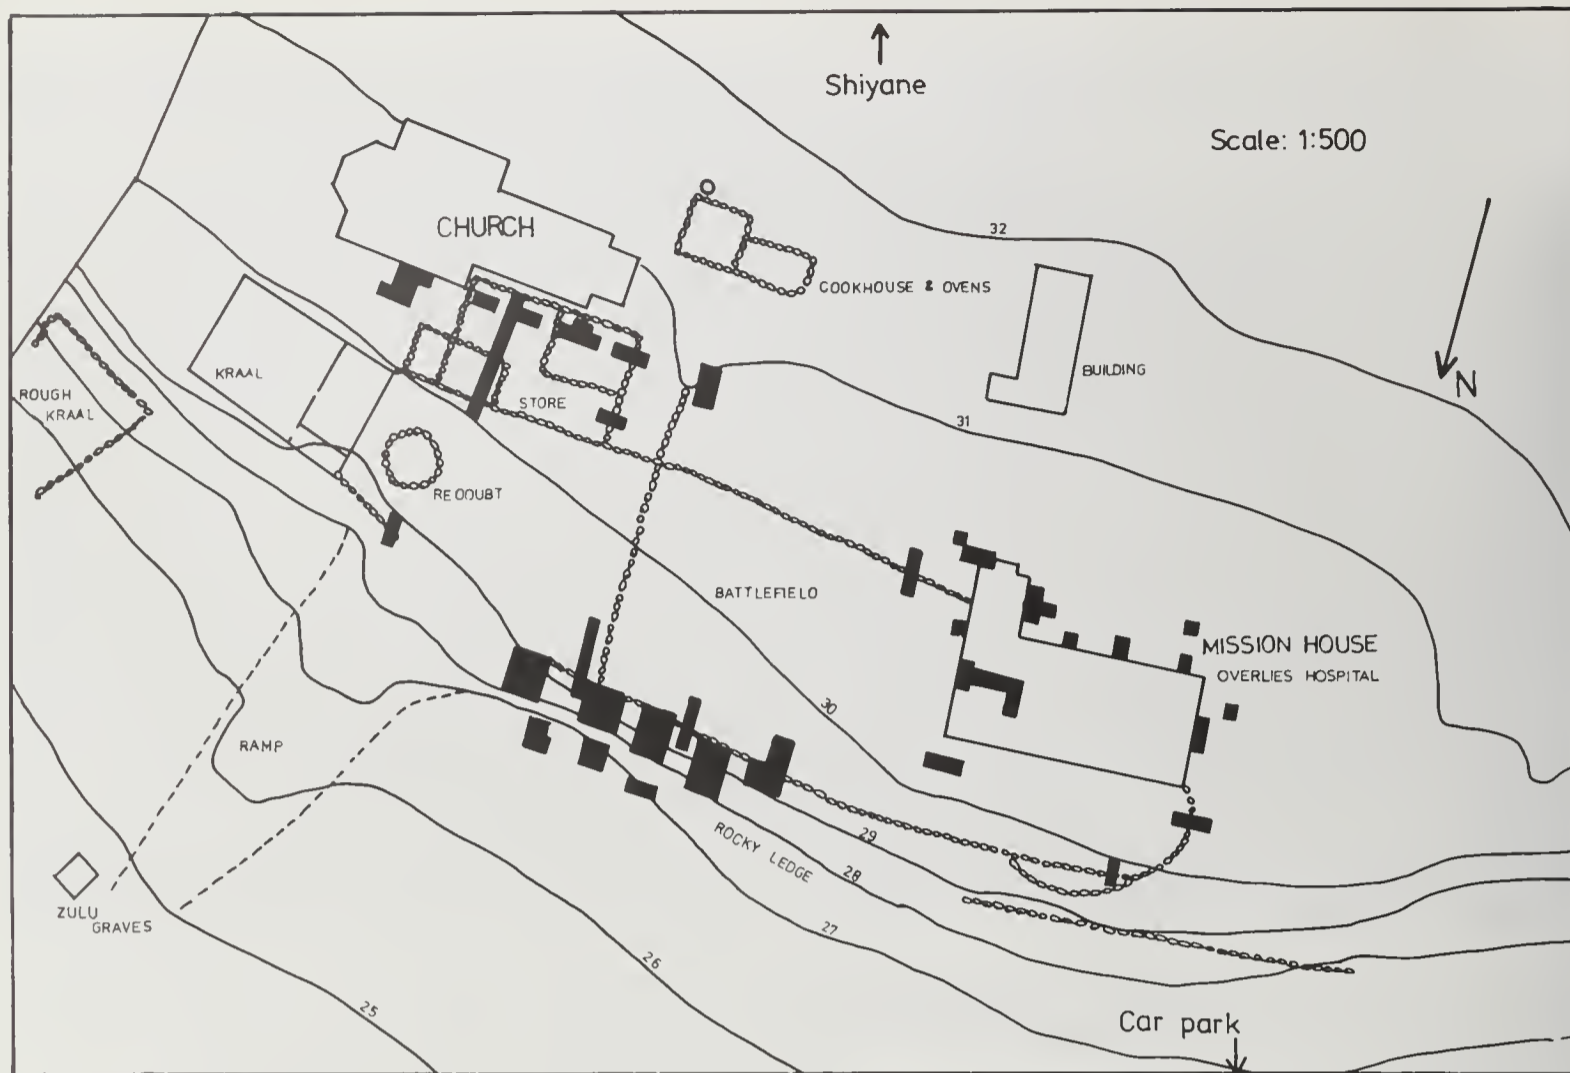 Shiyane
Scale: 1:500
N
CHURCH
32
COOKHOUSE & OVENS
BUILDING
KRAAL
ROUGH
KRAAL
STORE
31
REDOUBT
BATTLEFIELD
MISSION HOUSE
OVERLIES HOSPITAL
30
RAMP
ROCKY LEDGE
29
28
27
26
25
ZULU
GRAVES
Car park